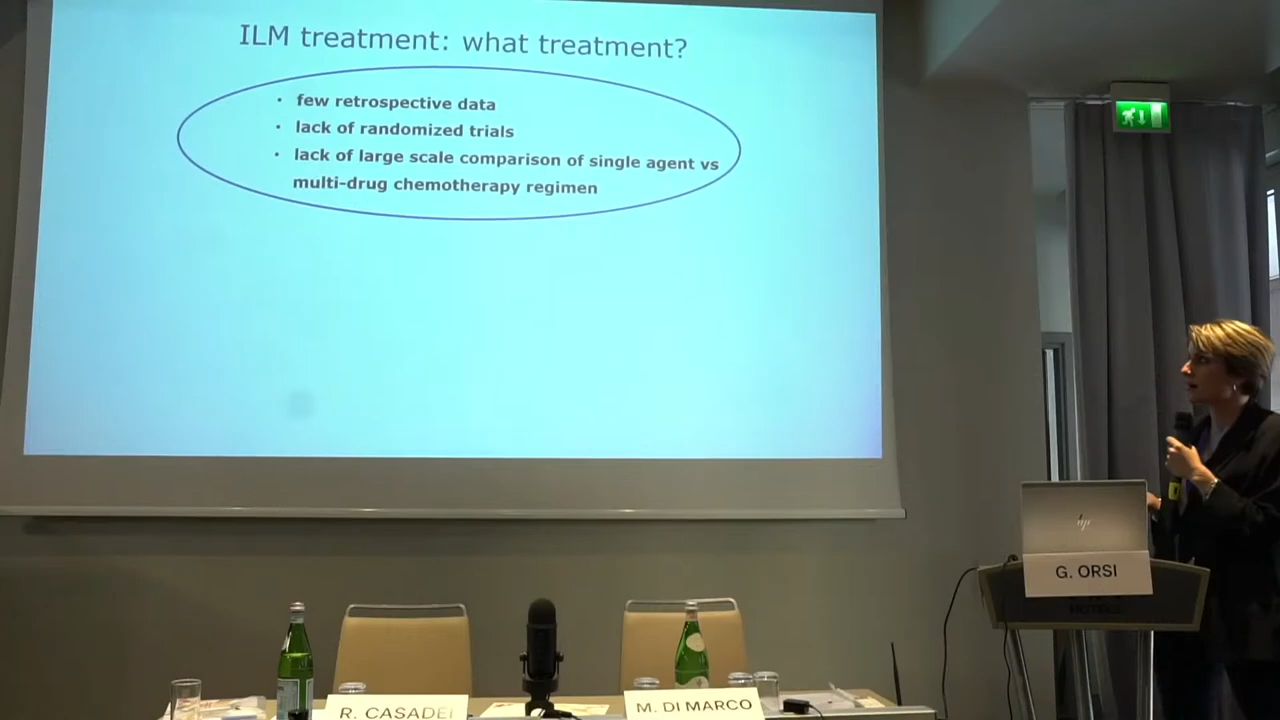 ILM treatment: what treatment?
• few retrospective data
• lack of randomized trials
• lack of large scale comparison of single agent vs
multi-drug chemotherapy regimen
hp
G. ORSI
R. CASADEI
M. DI MARCO